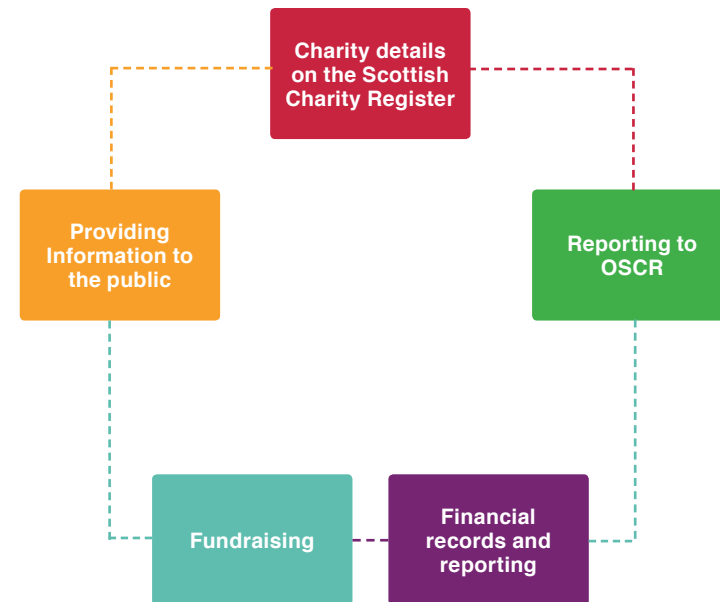 Charity details
on the Scottish
Charity Register
Providing
Information to
the public
Reporting to
OSCR
Fundraising
Financial
records and
reporting